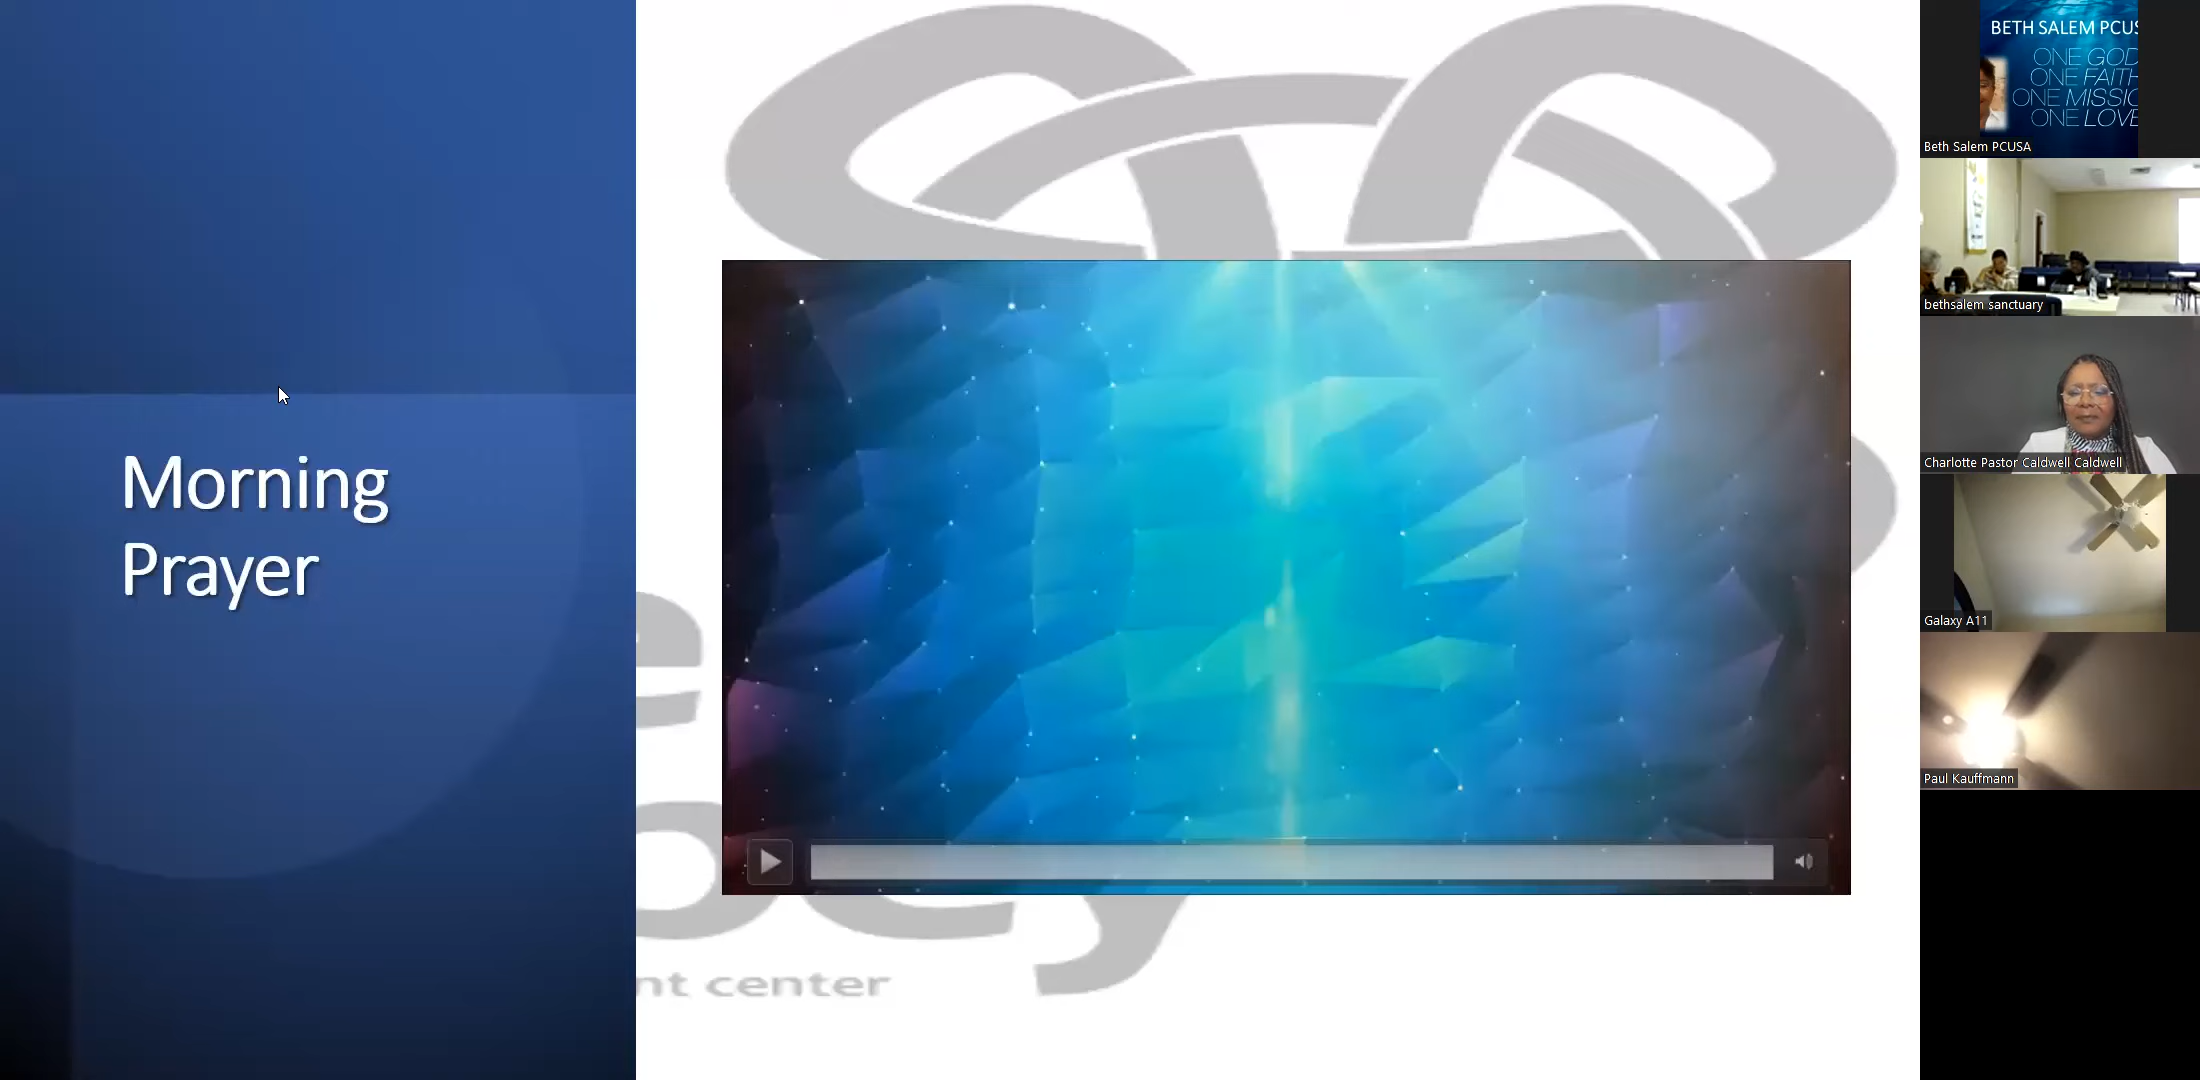 Morning
Prayer
nt center
BETH SALEM PCUS
ONE GOD
ONE FAITH
ONE MISSIO
ONE LOVE
Beth Salem PCUSA
bethsalem sanctuary
Charlotte Pastor Caldwell Caldwell
Galaxy A11
Paul Kauffmann